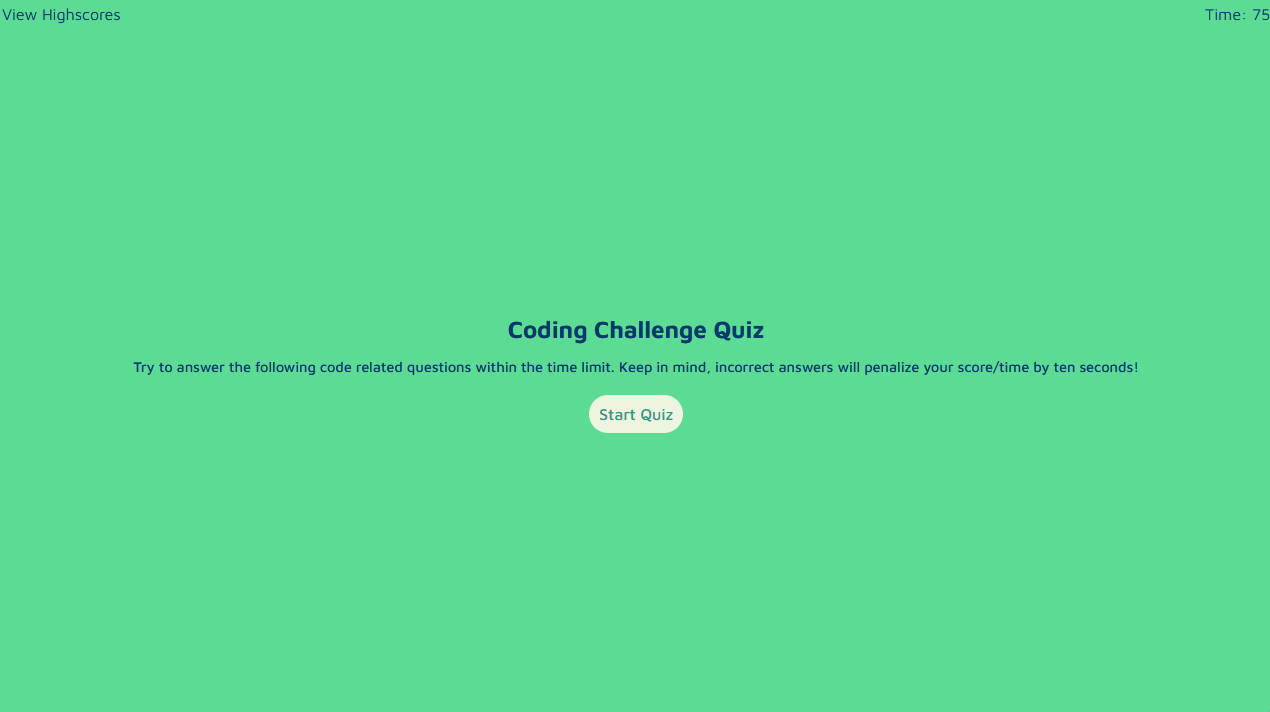 View Highscores
Time: 75
Coding Challenge Quiz
Try to answer the following code related questions within the time limit. Keep in mind, incorrect answers will penalize your score/time by ten seconds!
Start Quiz